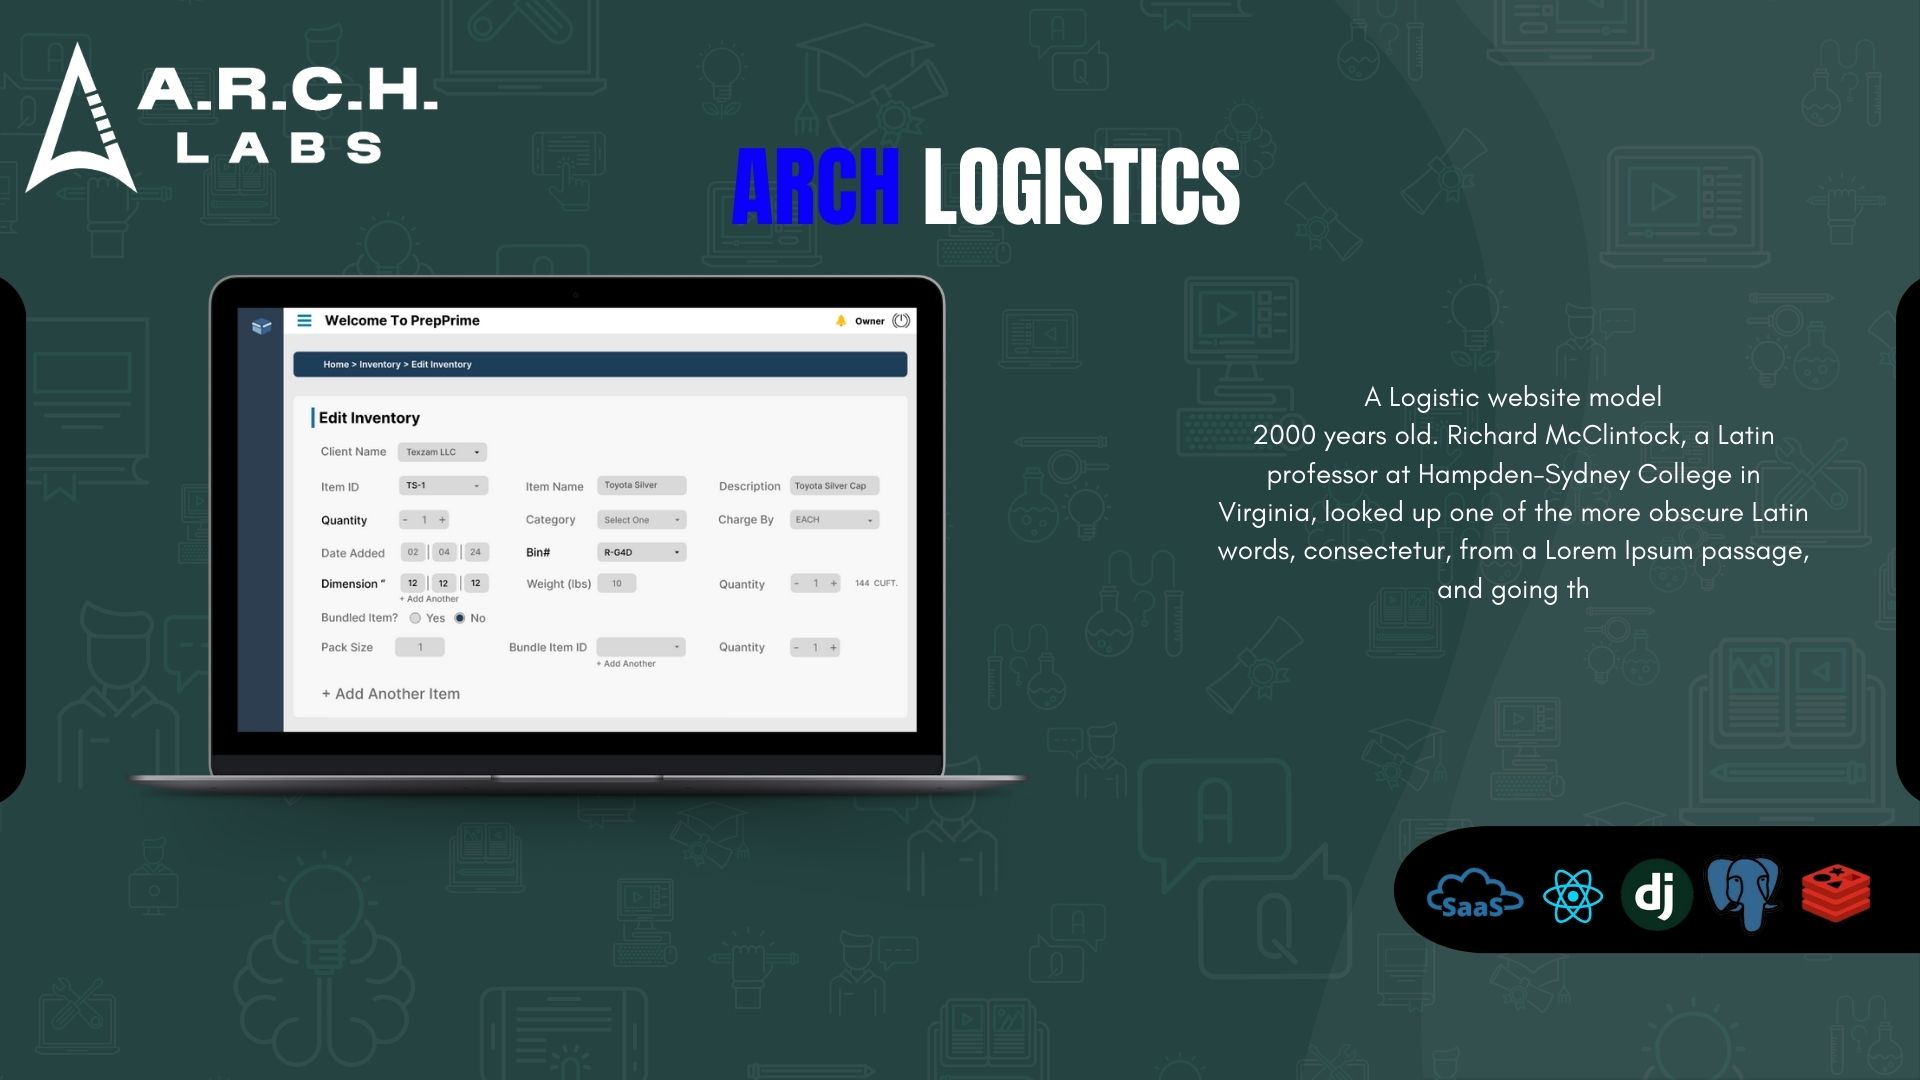 A.R.C.H.
LABS
ARCH LOGISTICS
Welcome To PrepPrime
Owner
Home > Inventory > Edit Inventory
Edit Inventory
Client Name Texzam LLC
Item ID TS-1 Item Name Toyota Silver Description Toyota Silver Cap
Quantity - 1 + Category Select One Charge By EACH
Date Added 02 | 04 | 24 Bin# R-G4D
Dimension " 12 | 12 | 12 Weight (lbs) 10 Quantity - 1 + 144 CUFT.
+ Add Another
Bundled Item? Yes No
Pack Size 1 Bundle Item ID Quantity - 1 +
+ Add Another
+ Add Another Item
A Logistic website model
2000 years old. Richard McClintock, a Latin
professor at Hampden-Sydney College in
Virginia, looked up one of the more obscure Latin
words, consectetur, from a Lorem Ipsum passage,
and going th
SaaS
dj
A
Q
A
Q
A
Q